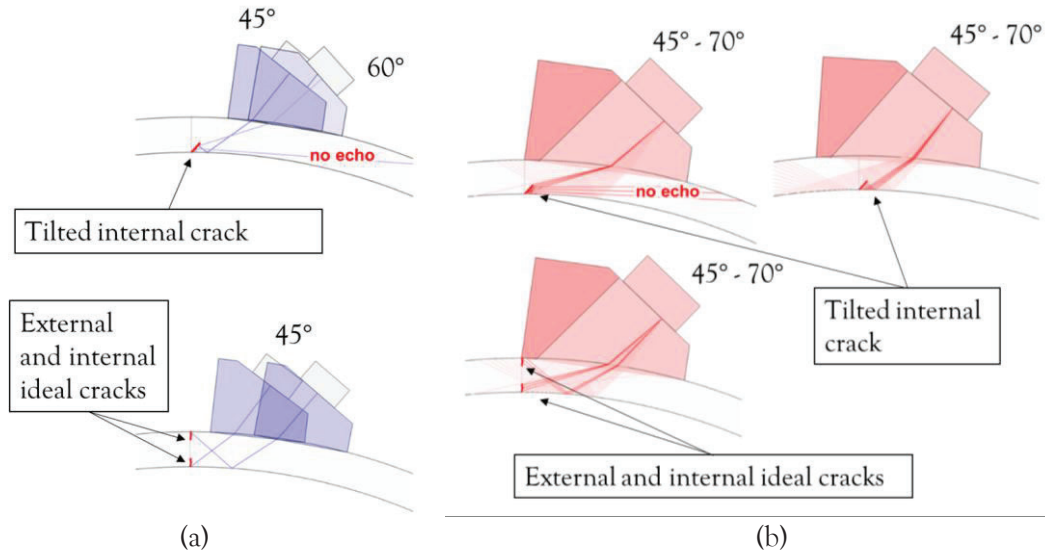 45°
60°
no echo
Tilted internal crack
External
and internal
ideal cracks
45°
(a)
45° - 70°
45° - 70°
no echo
45° - 70°
Tilted internal
crack
External and internal ideal cracks
(b)